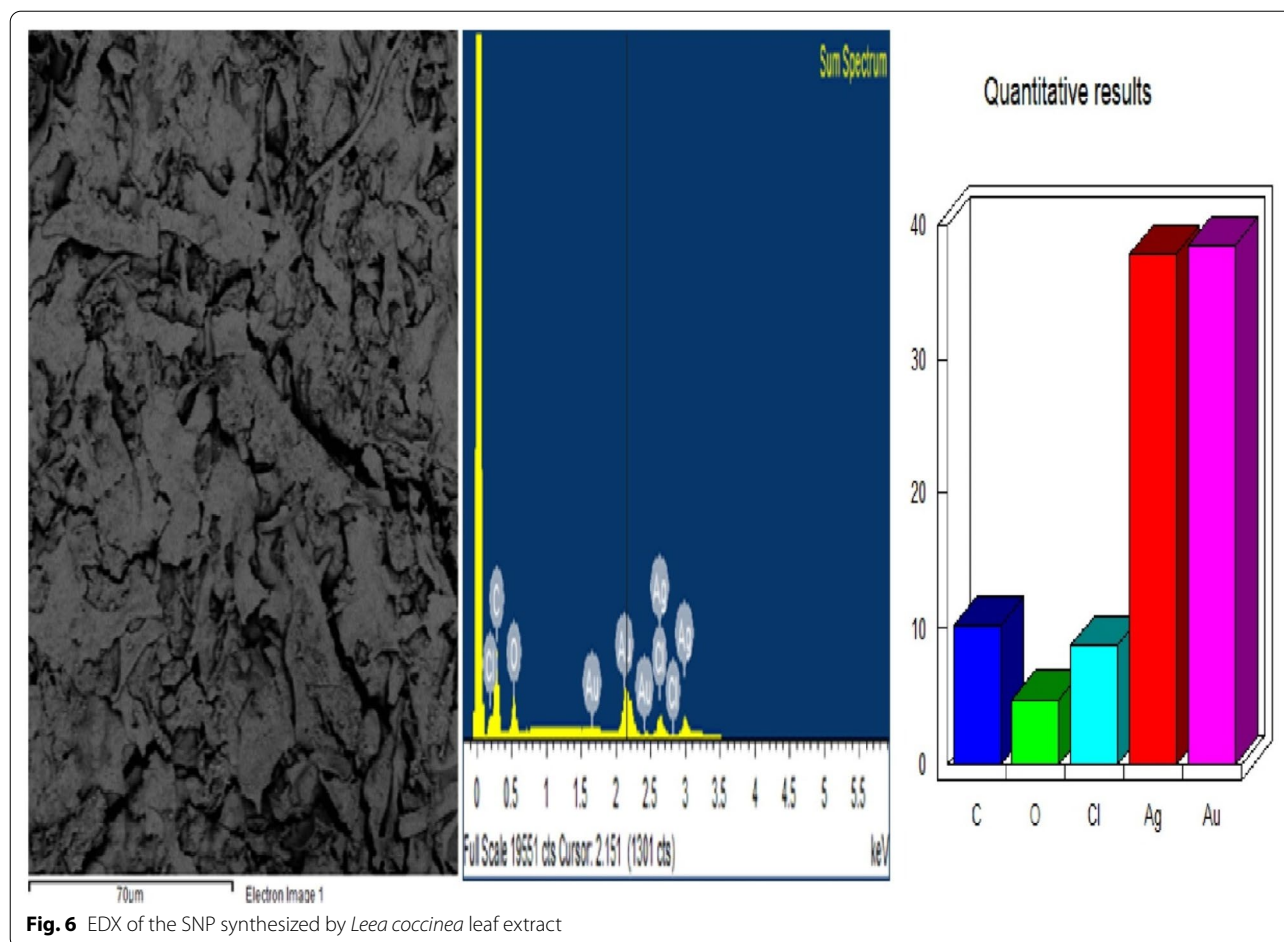 70µm
Electron Image 1
Sum Spectrum
C
C
O
Au
Au
Au
Ag
Cl
Cl
Ag
0 0.5 1 1.5 2 2.5 3 3.5 4 4.5 5 5.5
Full Scale 19551 cts Cursor: 2.151 (1301 cts)
keV
Quantitative results
40
30
20
10
0
C O Cl Ag Au
Fig. 6 EDX of the SNP synthesized by Leea coccinea leaf extract